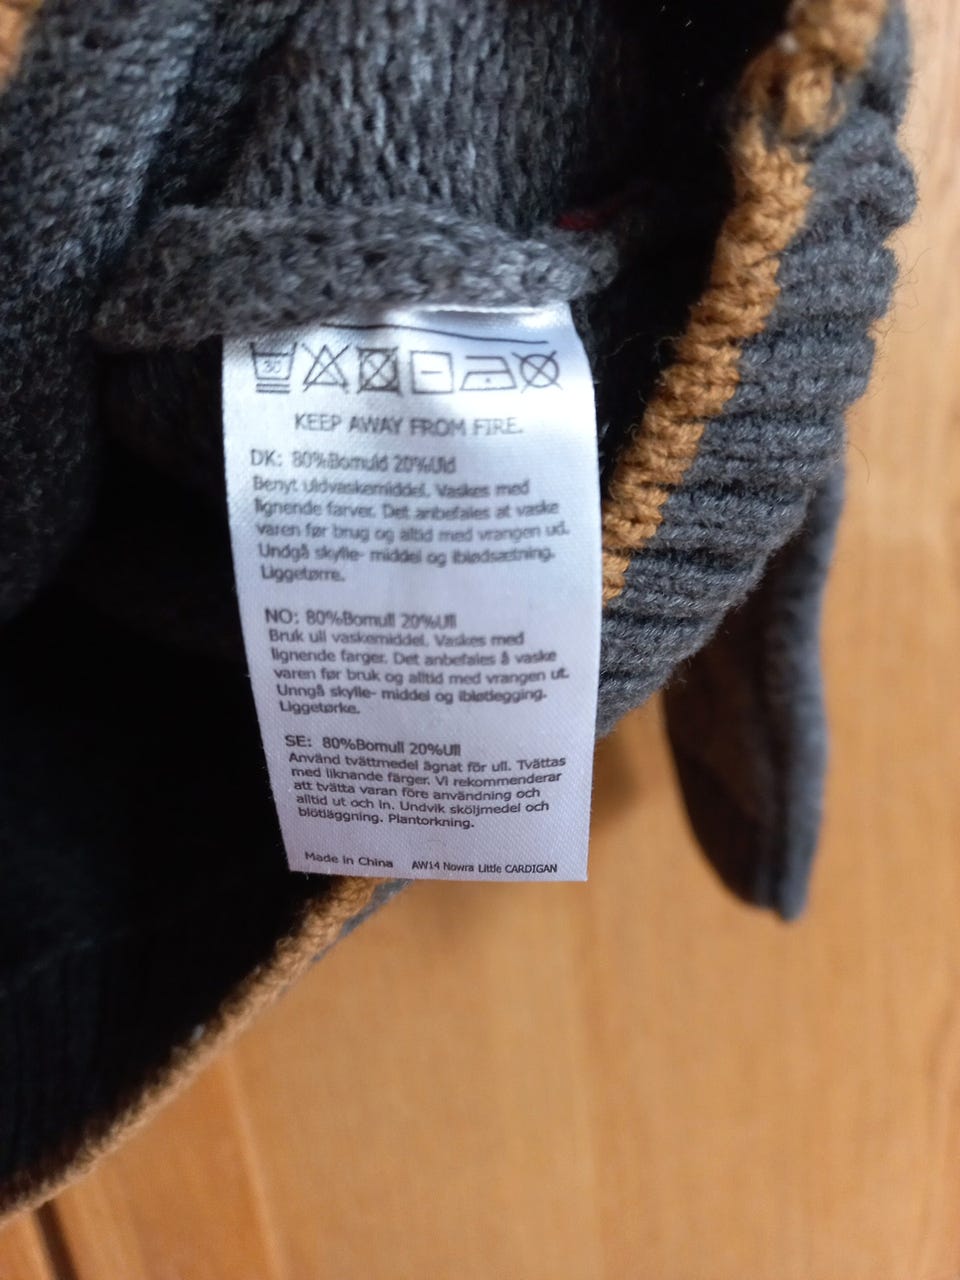 30
KEEP AWAY FROM FIRE.
DK: 80%Bomuld 20%Uld
Benyt uldvaskemiddel. Vaskes med
lignende farver. Det anbefales at vaske
varen før brug og altid med vrangen ud.
Undgå skylle- middel og iblødsætning.
Liggetørre.
NO: 80%Bomull 20%Ull
Bruk ull vaskemiddel. Vaskes med
lignende farger. Det anbefales å vaske
varen før bruk og alltid med vrangen ut.
Unngå skylle- middel og ibløtlegging.
Liggetørke.
SE: 80%Bomull 20%Ull
Använd tvättmedel ägnat för ull. Tvättas
med liknande färger. Vi rekommenderar
att tvätta varan före användning och
alltid ut och in. Undvik sköljmedel och
blötläggning. Plantorkning.
Made in China AW14 Nowra Little CARDIGAN